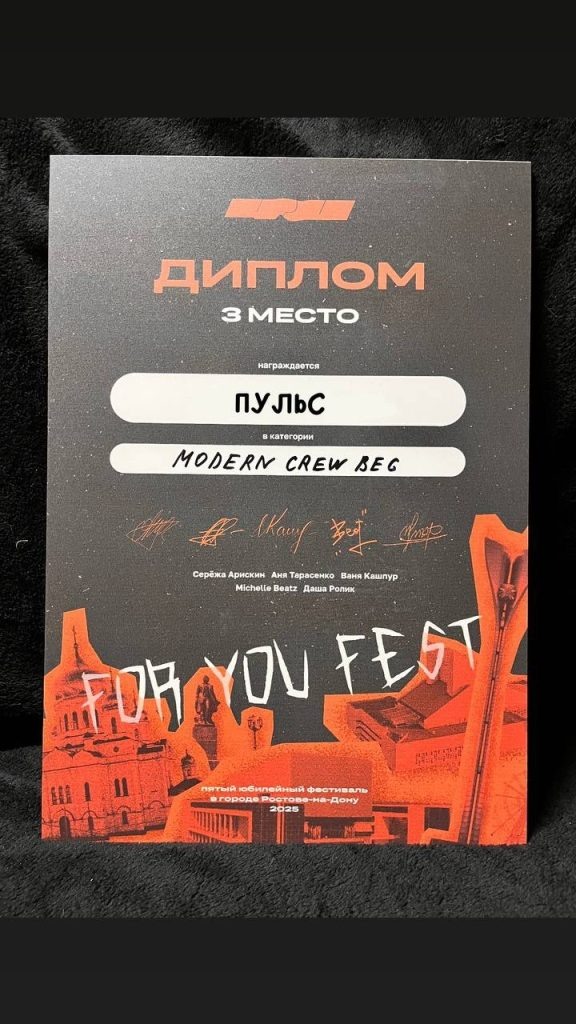 ДИПЛОМ
3 МЕСТО
награждается
ПУЛЬС
в категории
MODERN CREW BEG
Серёжа Арискин Аня Тарасенко Ваня Кашпур
Michelle Beatz Даша Ролик
FOR YOU FEST
пятый юбилейный фестиваль
в городе Ростове-на-Дону
2025